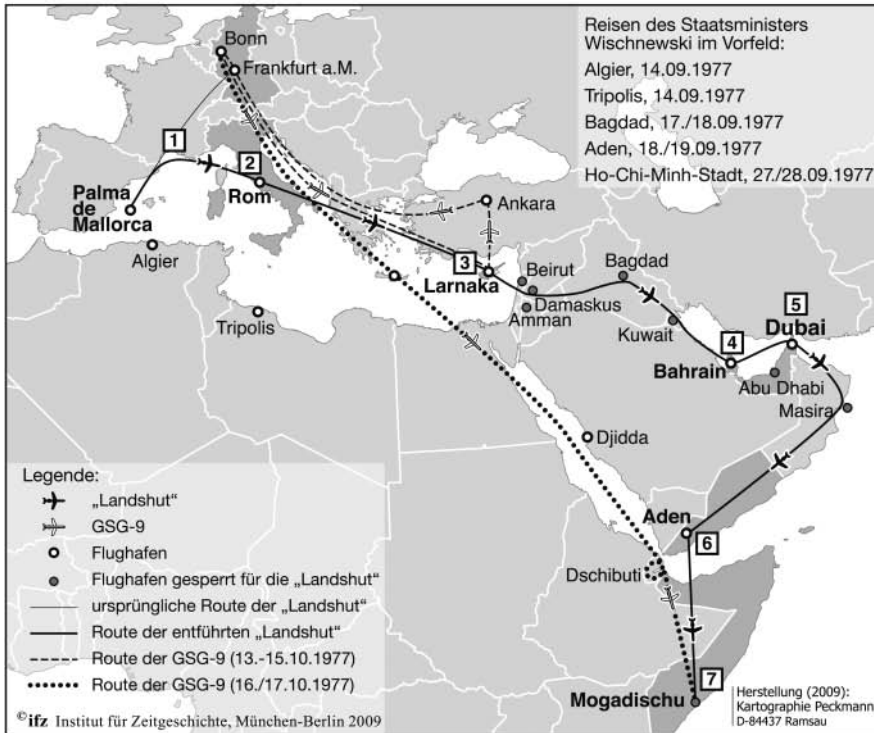 Reisen des Staatsministers
Wischnewski im Vorfeld:
Algier, 14.09.1977
Tripolis, 14.09.1977
Bagdad, 17./18.09.1977
Aden, 18./19.09.1977
Ho-Chi-Minh-Stadt, 27./28.09.1977
Bonn
Frankfurt a.M.
1
2
Palma
de
Mallorca
Rom
Ankara
Algier
3
Larnaka
Beirut
Bagdad
Damaskus
Amman
Tripolis
Kuwait
4
Bahrain
5
Dubai
Abu Dhabi
Masira
Djidda
Aden
6
Dschibuti
7
Mogadischu
Legende:
„Landshut“
GSG-9
Flughafen
Flughafen gesperrt für die „Landshut“
ursprüngliche Route der „Landshut“
Route der entführten „Landshut“
Route der GSG-9 (13.-15.10.1977)
Route der GSG-9 (16./17.10.1977)
©ifz Institut für Zeitgeschichte, München-Berlin 2009
Herstellung (2009):
Kartographie Peckmann
D-84437 Ramsau